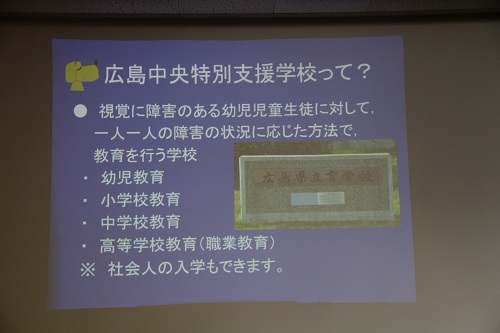 広島中央特別支援学校って？
● 視覚に障害のある幼児児童生徒に対して,
一人一人の障害の状況に応じた方法で,
教育を行う学校
広島県立盲学校
・ 幼児教育
・ 小学校教育
・ 中学校教育
・ 高等学校教育(職業教育)
※ 社会人の入学もできます。